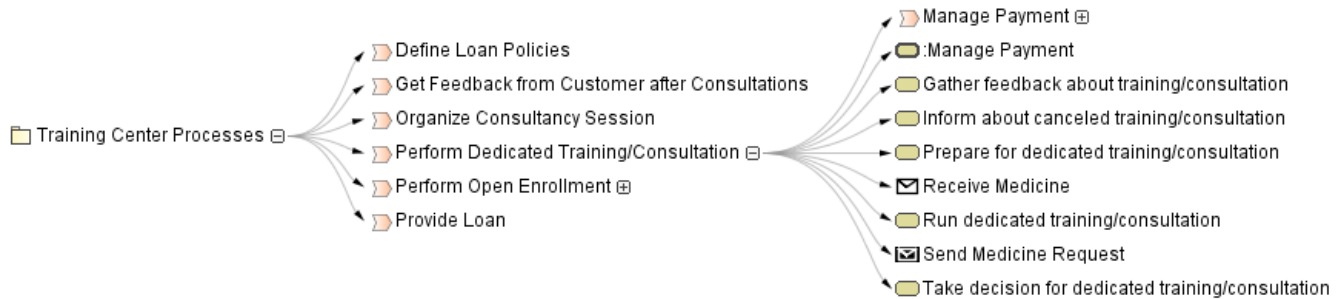 Training Center Processes
Define Loan Policies
Get Feedback from Customer after Consultations
Organize Consultancy Session
Perform Dedicated Training/Consultation
Perform Open Enrollment
Provide Loan
Manage Payment
:Manage Payment
Gather feedback about training/consultation
Inform about canceled training/consultation
Prepare for dedicated training/consultation
Receive Medicine
Run dedicated training/consultation
Send Medicine Request
Take decision for dedicated training/consultation